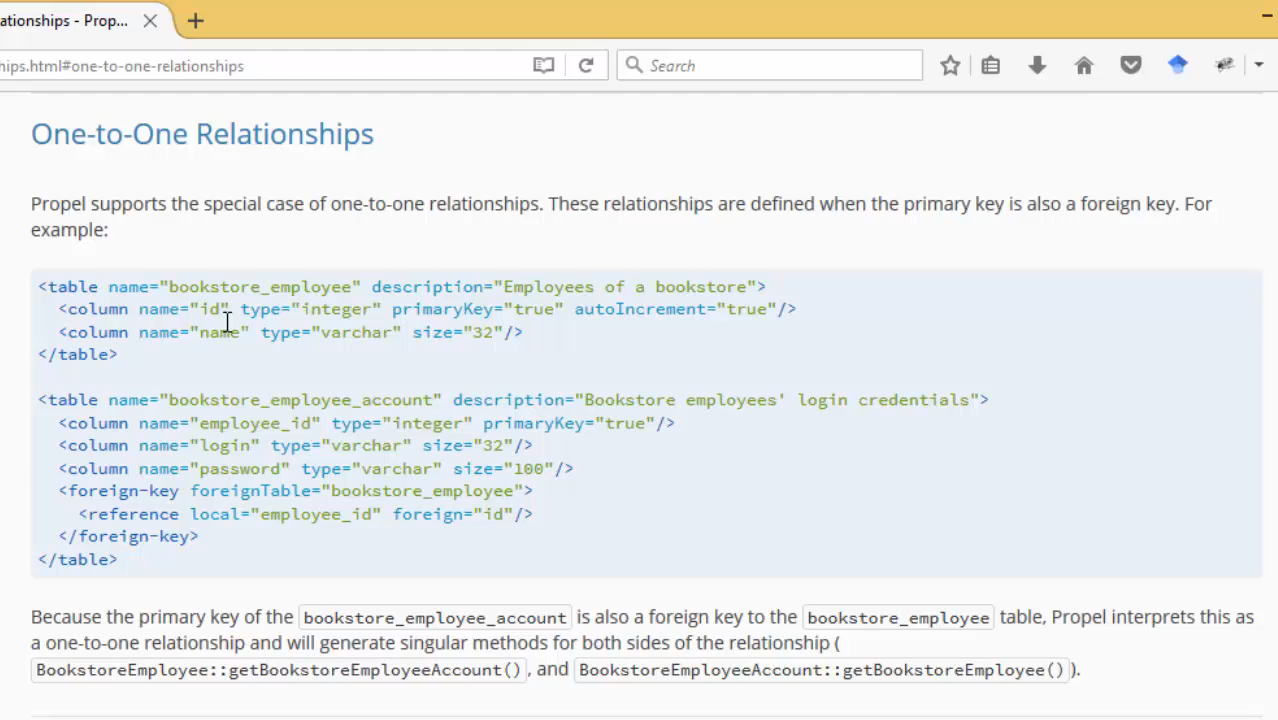 ationships - Prop...
hips.html#one-to-one-relationships
Search
One-to-One Relationships
Propel supports the special case of one-to-one relationships. These relationships are defined when the primary key is also a foreign key. For
example:
<table name="bookstore_employee" description="Employees of a bookstore">
<column name="id" type="integer" primaryKey="true" autoIncrement="true"/>
<column name="name" type="varchar" size="32"/>
</table>
<table name="bookstore_employee_account" description="Bookstore employees' login credentials">
<column name="employee_id" type="integer" primaryKey="true"/>
<column name="login" type="varchar" size="32"/>
<column name="password" type="varchar" size="100"/>
<foreign-key foreignTable="bookstore_employee">
<reference local="employee_id" foreign="id"/>
</foreign-key>
</table>
Because the primary key of the bookstore_employee_account is also a foreign key to the bookstore_employee table, Propel interprets this as
a one-to-one relationship and will generate singular methods for both sides of the relationship (
BookstoreEmployee::getBookstoreEmployeeAccount() , and BookstoreEmployeeAccount::getBookstoreEmployee() ).